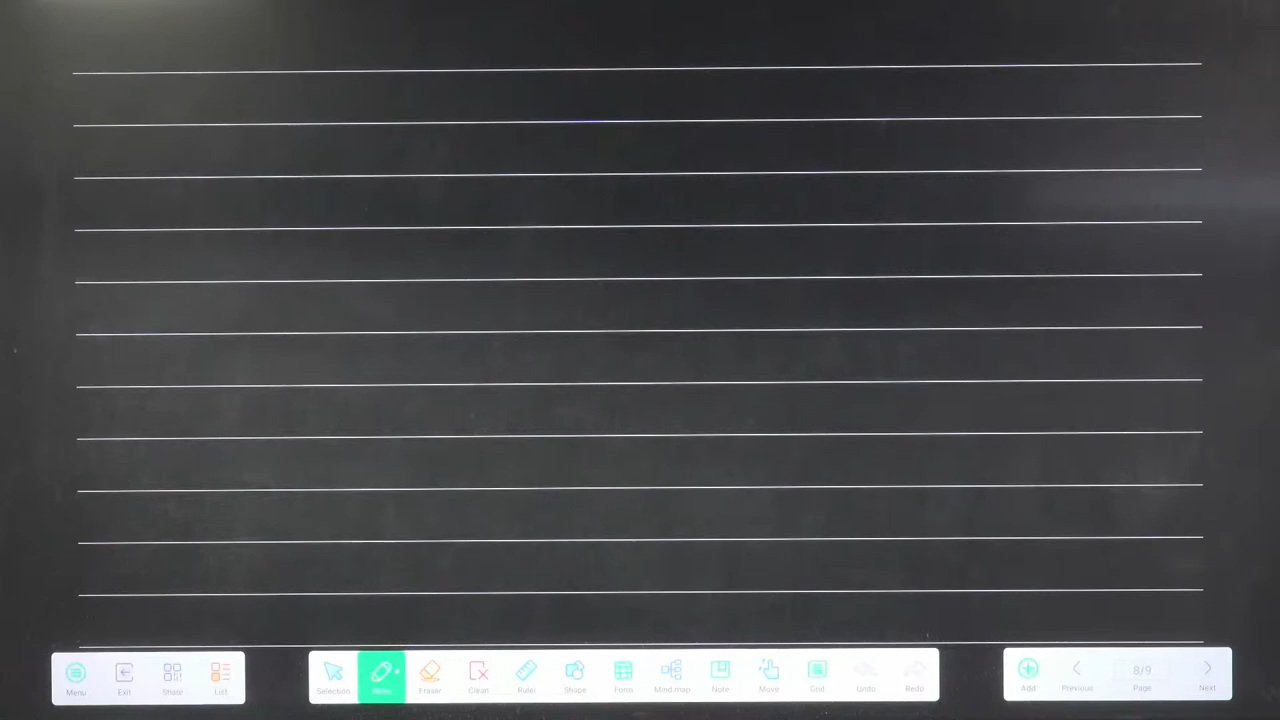 Menu
Exit
Share
List
Selection
Eraser
Clean
Ruler
Shape
Form
Mind map
Note
Move
Grid
Undo
Redo
Add
Previous
8/9
Page
Next